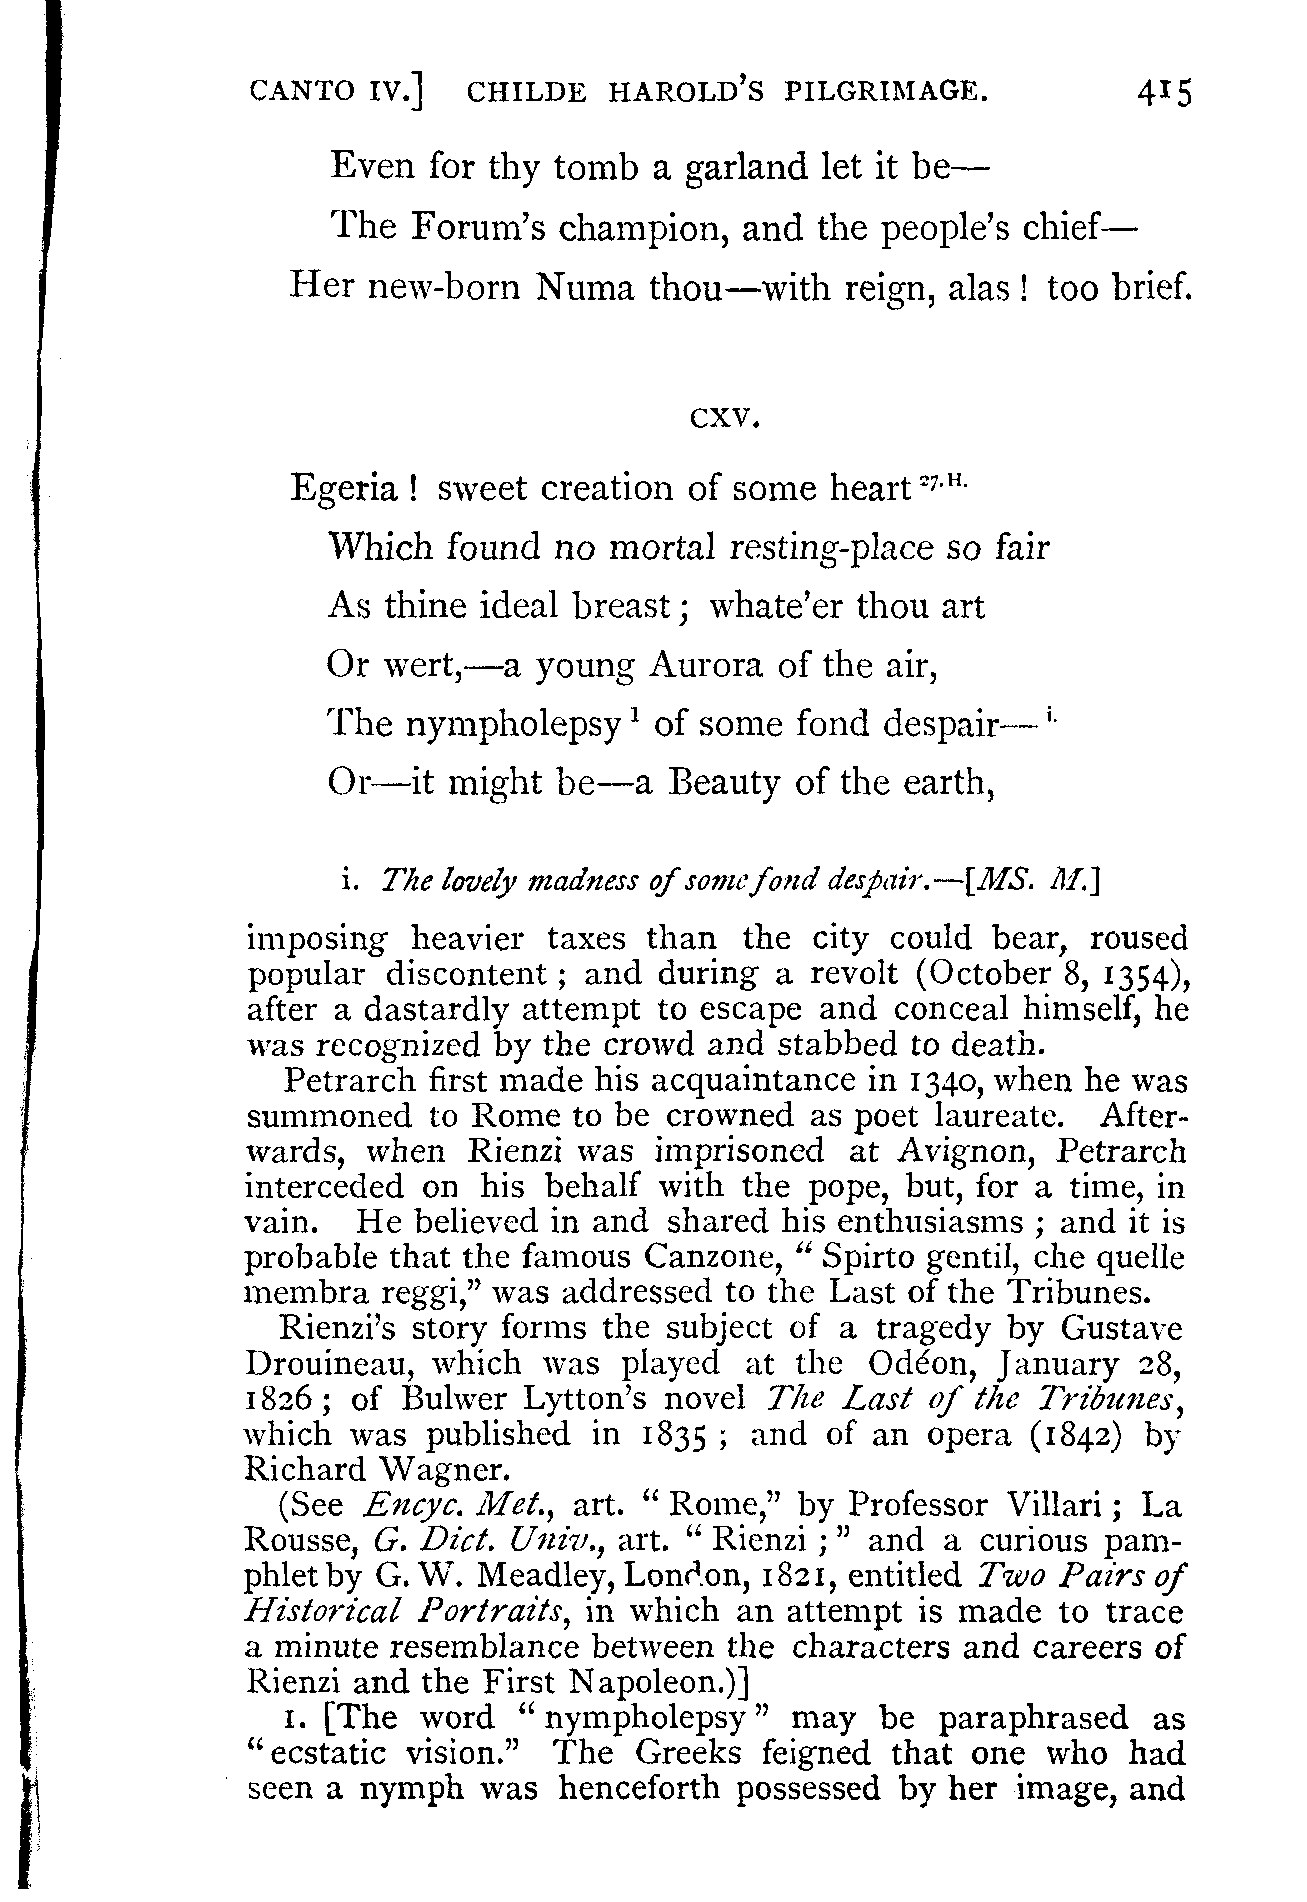 CANTO IV.] CHILDE HAROLD'S PILGRIMAGE. 415
Even for thy tomb a garland let it be—
The Forum's champion, and the people's chief—
Her new-born Numa thou—with reign, alas! too brief.
CXV.
Egeria! sweet creation of some heart 27.H.
Which found no mortal resting-place so fair
As thine ideal breast; whate'er thou art
Or wert,—a young Aurora of the air,
The nympholepsy 1 of some fond despair— i.
Or—it might be—a Beauty of the earth,
i. The lovely madness of some fond despair.—[MS. M.]
imposing heavier taxes than the city could bear, roused
popular discontent; and during a revolt (October 8, 1354),
after a dastardly attempt to escape and conceal himself, he
was recognized by the crowd and stabbed to death.
Petrarch first made his acquaintance in 1340, when he was
summoned to Rome to be crowned as poet laureate. After-
wards, when Rienzi was imprisoned at Avignon, Petrarch
interceded on his behalf with the pope, but, for a time, in
vain. He believed in and shared his enthusiasms; and it is
probable that the famous Canzone, "Spirto gentil, che quelle
membra reggi," was addressed to the Last of the Tribunes.
Rienzi's story forms the subject of a tragedy by Gustave
Drouineau, which was played at the Odéon, January 28,
1826; of Bulwer Lytton's novel The Last of the Tribunes,
which was published in 1835; and of an opera (1842) by
Richard Wagner.
(See Encyc. Met., art. "Rome," by Professor Villari; La
Rousse, G. Dict. Univ., art. "Rienzi;" and a curious pam-
phlet by G. W. Meadley, London, 1821, entitled Two Pairs of
Historical Portraits, in which an attempt is made to trace
a minute resemblance between the characters and careers of
Rienzi and the First Napoleon.)]
1. [The word "nympholepsy" may be paraphrased as
"ecstatic vision." The Greeks feigned that one who had
seen a nymph was henceforth possessed by her image, and